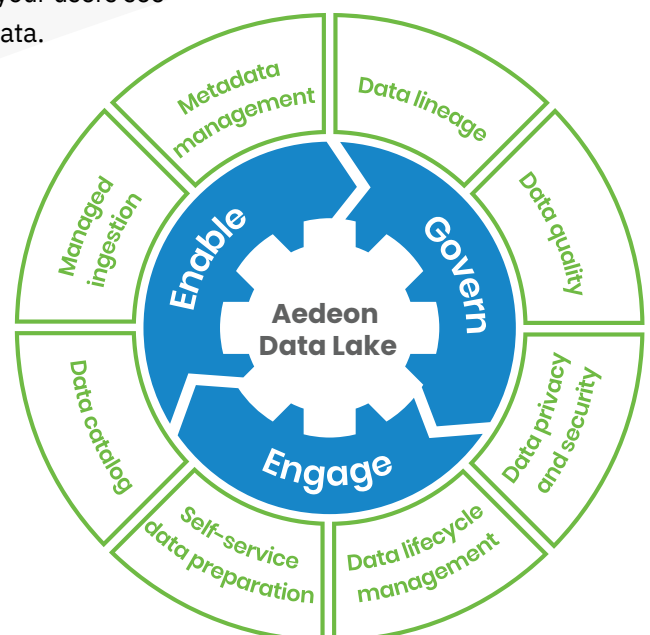 ata.
Metadata
management
Data lineage
Managed
ingestion
Data quality
Enable
Govern
Aedeon
Data Lake
Data catalog
Data privacy
and security
Engage
Self-service
data preparation
Data lifecycle
management